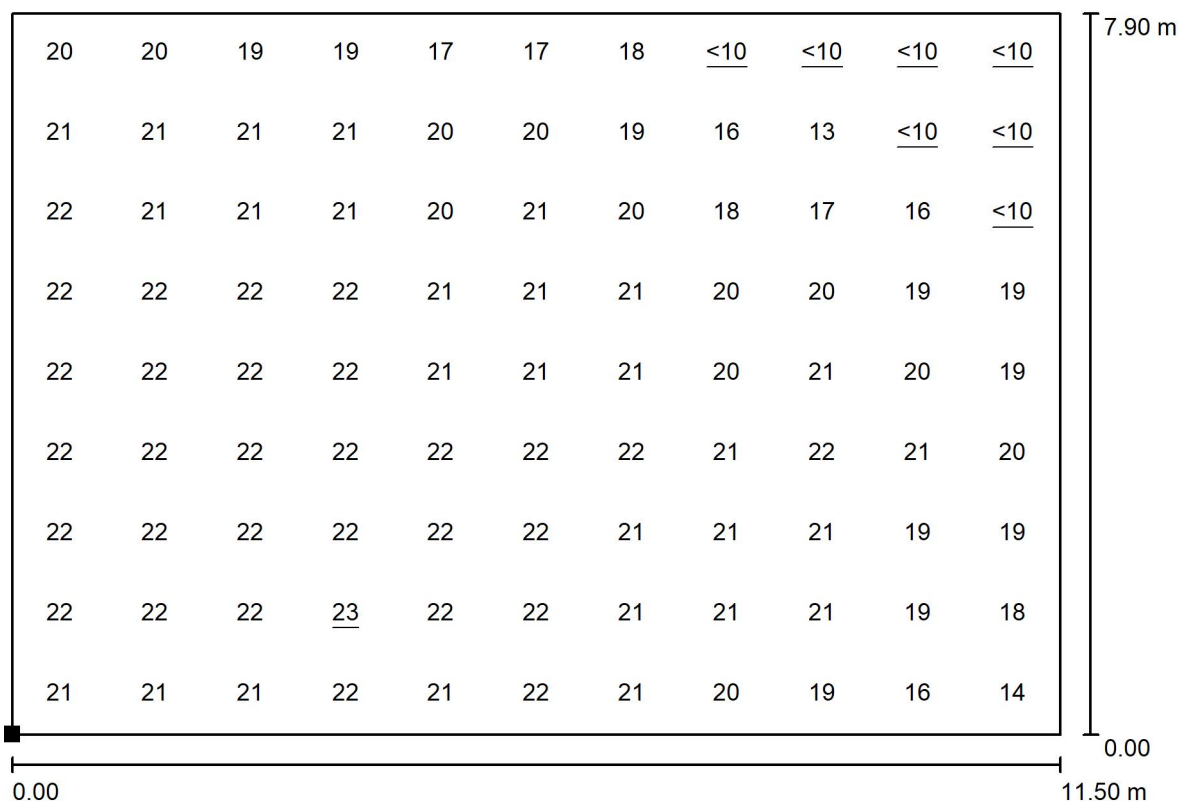 7.90 m
20 20 19 19 17 17 18 <10 <10 <10 <10
21 21 21 21 20 20 19 16 13 <10 <10
22 21 21 21 20 21 20 18 17 16 <10
22 22 22 22 21 21 21 20 20 19 19
22 22 22 22 21 21 21 20 21 20 19
22 22 22 22 22 22 22 21 22 21 20
22 22 22 22 22 22 21 21 21 19 19
22 22 22 23 22 22 21 21 21 19 18
21 21 21 22 21 22 21 20 19 16 14
0.00
0.00 11.50 m